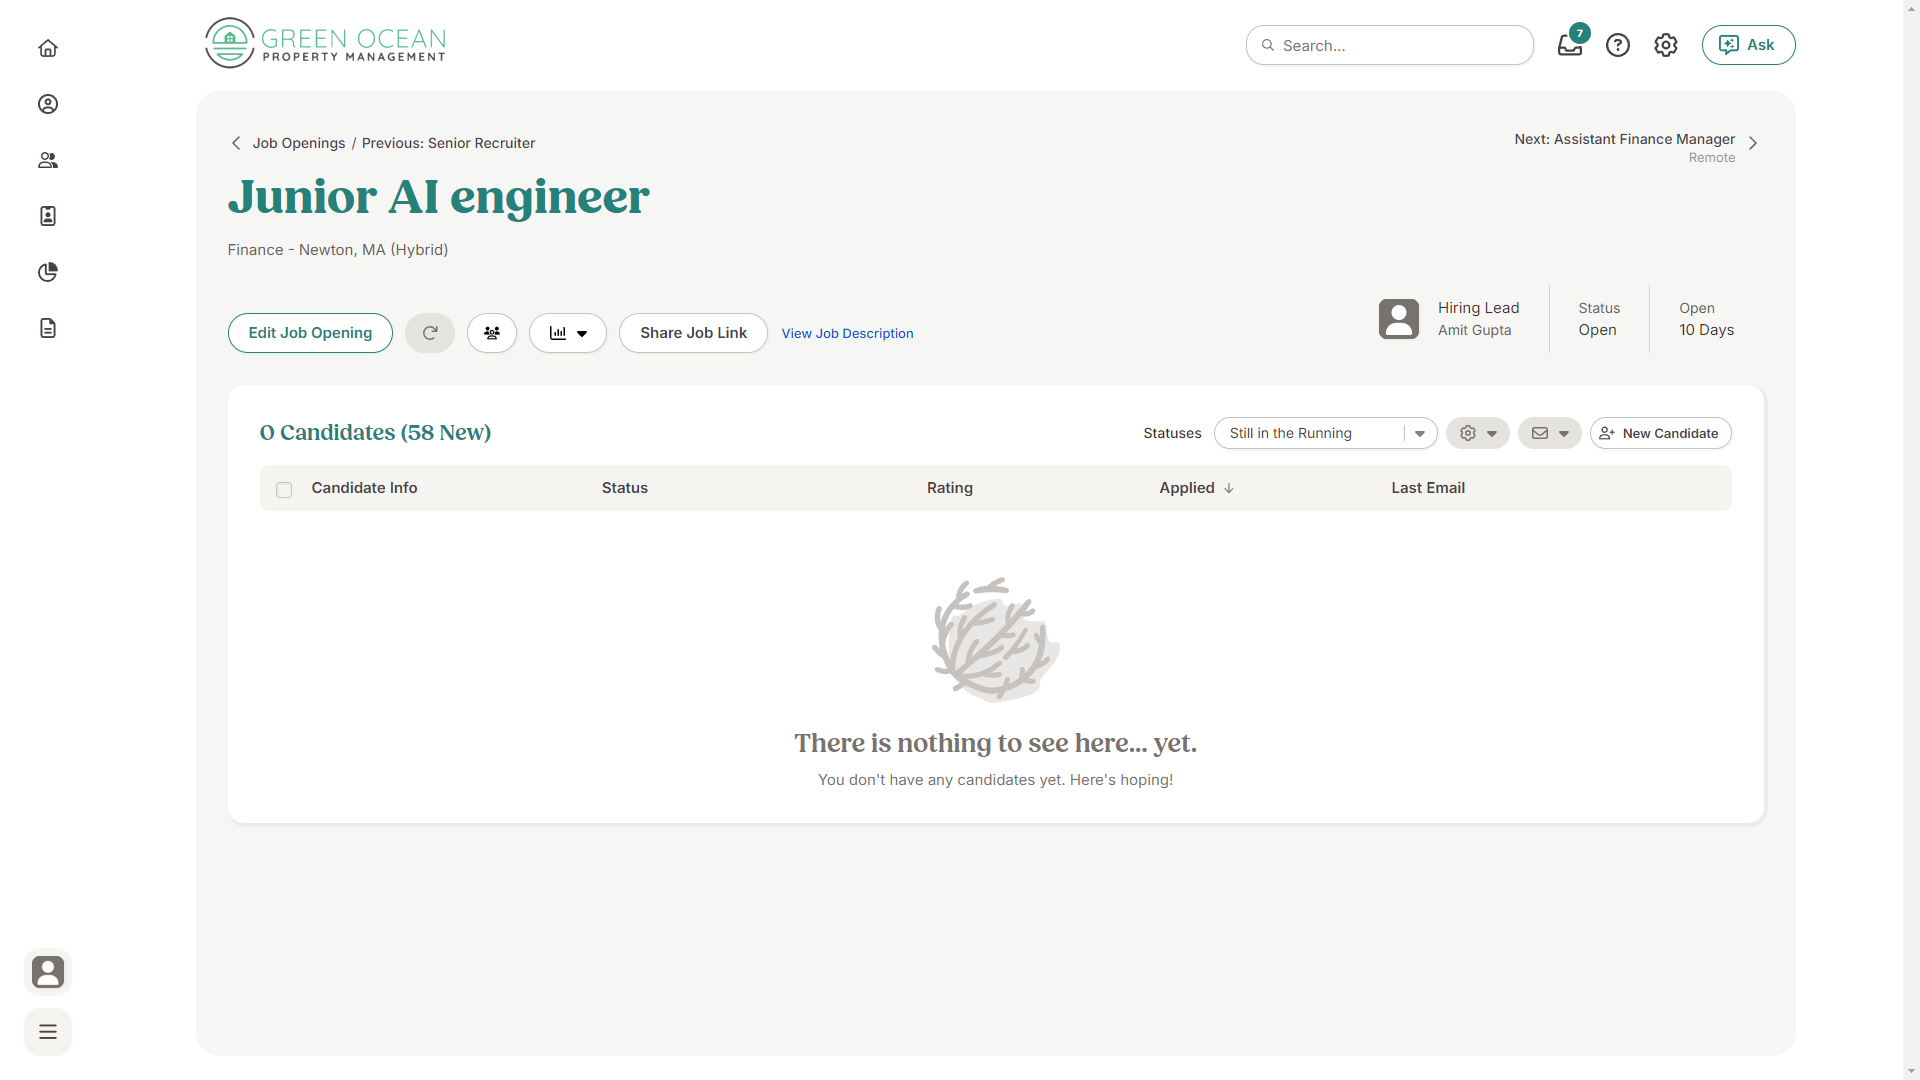 GREEN OCEAN
PROPERTY MANAGEMENT
Search...
7
Ask
Job Openings / Previous: Senior Recruiter
Next: Assistant Finance Manager
Remote
Junior AI engineer
Finance - Newton, MA (Hybrid)
Edit Job Opening
Share Job Link
View Job Description
Hiring Lead
Amit Gupta
Status
Open
Open
10 Days
0 Candidates (58 New)
Statuses
Still in the Running
New Candidate
Candidate Info
Status
Rating
Applied
Last Email
There is nothing to see here... yet.
You don't have any candidates yet. Here's hoping!